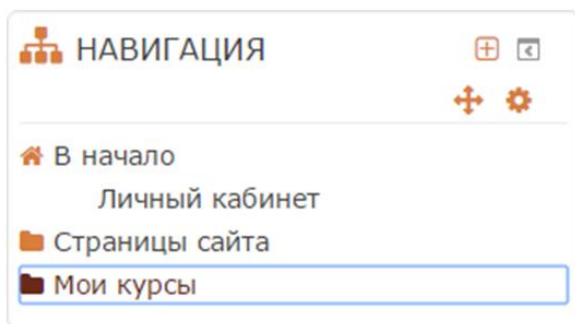 НАВИГАЦИЯ
В начало
Личный кабинет
Страницы сайта
Мои курсы